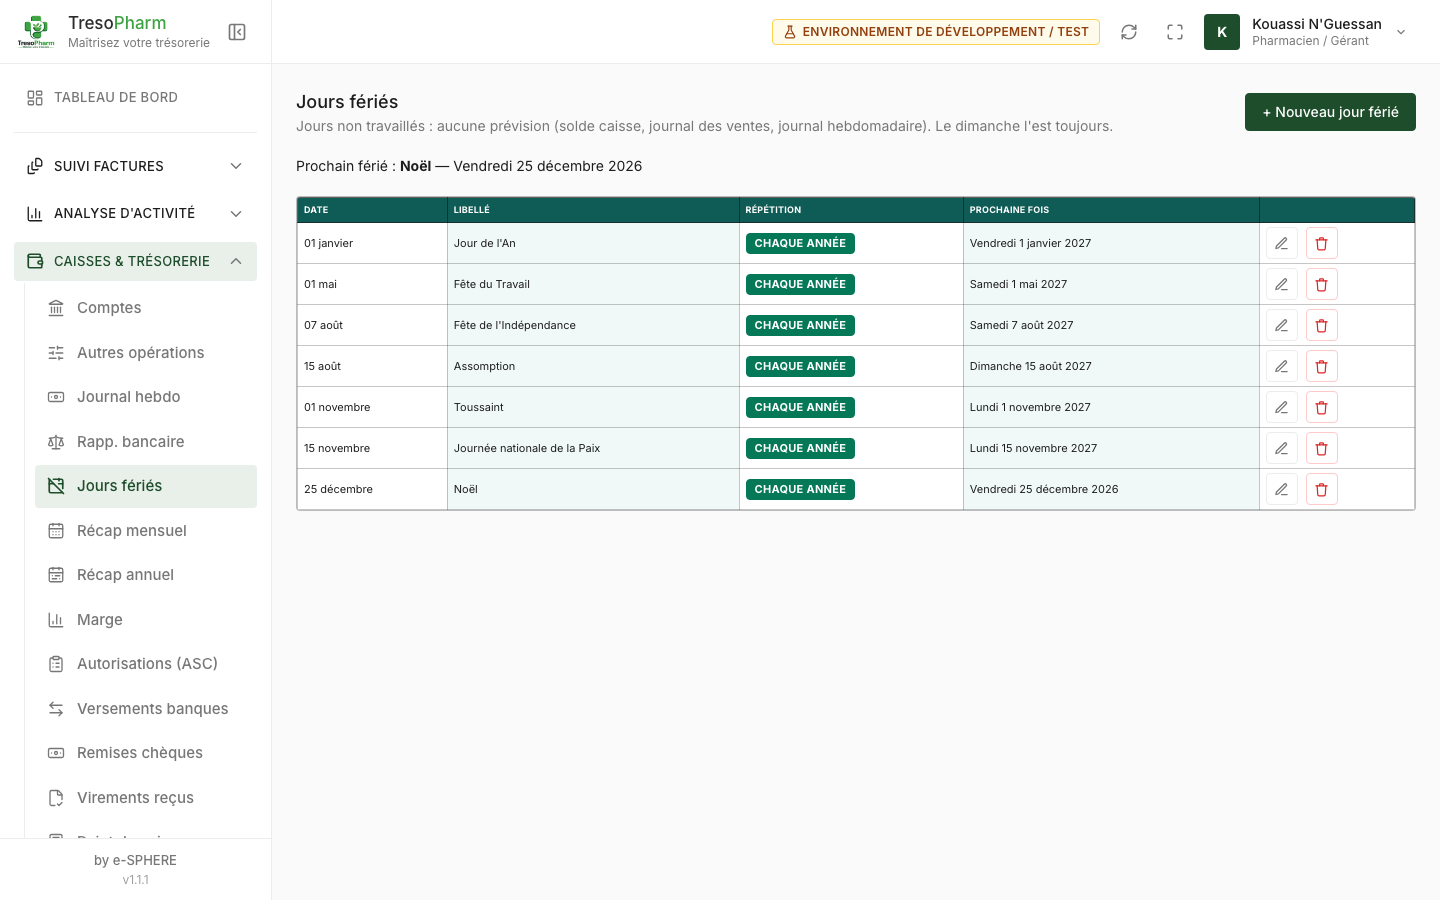 TresoPharm
Maîtrisez votre trésorerie
TresoPharm
ENVIRONNEMENT DE DÉVELOPPEMENT / TEST
K
Kouassi N'Guessan
Pharmacien / Gérant
TABLEAU DE BORD
SUIVI FACTURES
ANALYSE D'ACTIVITÉ
CAISSES & TRÉSORERIE
Comptes
Autres opérations
Journal hebdo
Rapp. bancaire
Jours fériés
Récap mensuel
Récap annuel
Marge
Autorisations (ASC)
Versements banques
Remises chèques
Virements reçus
by e-SPHERE
v1.1.1
Jours fériés
Jours non travaillés : aucune prévision (solde caisse, journal des ventes, journal hebdomadaire). Le dimanche l'est toujours.
+ Nouveau jour férié
Prochain férié : Noël — Vendredi 25 décembre 2026
DATE LIBELLÉ RÉPÉTITION PROCHAINE FOIS
01 janvier Jour de l'An CHAQUE ANNÉE Vendredi 1 janvier 2027
01 mai Fête du Travail CHAQUE ANNÉE Samedi 1 mai 2027
07 août Fête de l'Indépendance CHAQUE ANNÉE Samedi 7 août 2027
15 août Assomption CHAQUE ANNÉE Dimanche 15 août 2027
01 novembre Toussaint CHAQUE ANNÉE Lundi 1 novembre 2027
15 novembre Journée nationale de la Paix CHAQUE ANNÉE Lundi 15 novembre 2027
25 décembre Noël CHAQUE ANNÉE Vendredi 25 décembre 2026